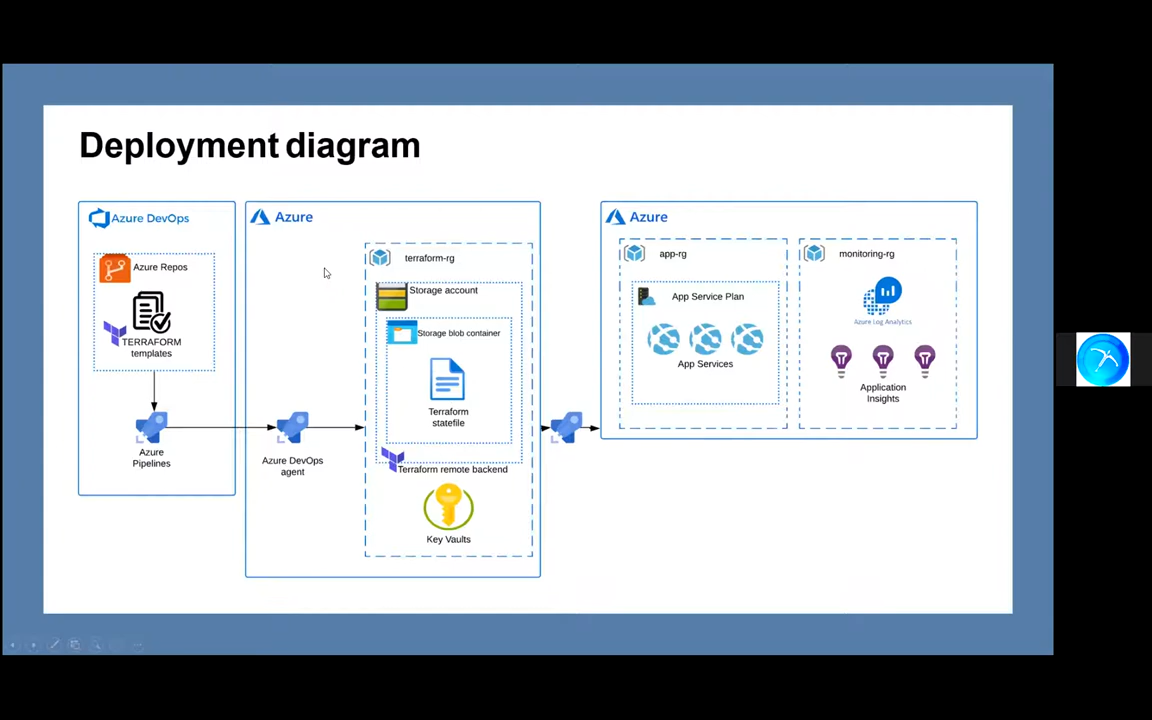 Deployment diagram
Azure DevOps
Azure Repos
TERRAFORM
templates
Azure
Pipelines
Azure
Azure DevOps
agent
terraform-rg
Storage account
Storage blob container
Terraform
statefile
Terraform remote backend
Key Vaults
Azure
app-rg
App Service Plan
App Services
monitoring-rg
Azure Log Analytics
Application
Insights